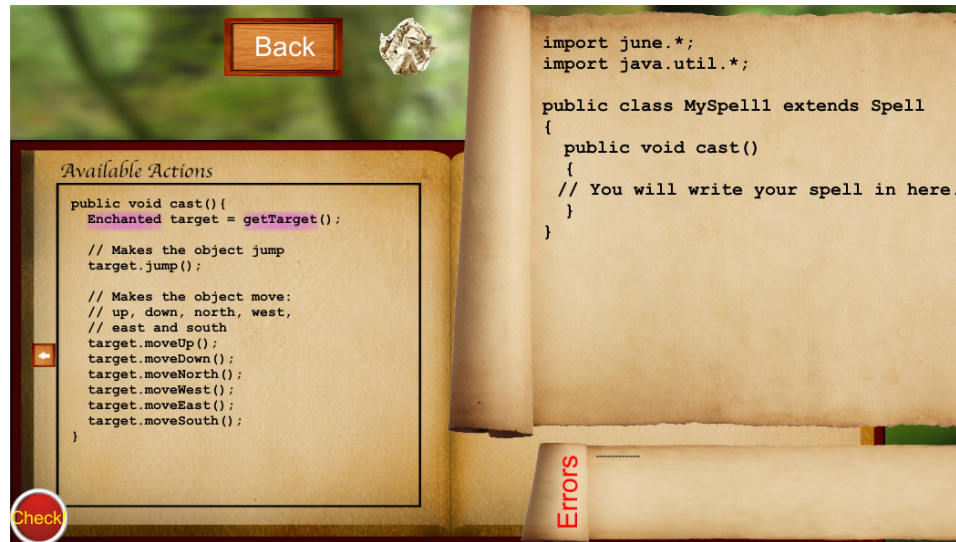 Back
Available Actions
public void cast(){
Enchanted target = getTarget();
// Makes the object jump
target.jump();
// Makes the object move:
// up, down, north, west,
// east and south
target.moveUp();
target.moveDown();
target.moveNorth();
target.moveWest();
target.moveEast();
target.moveSouth();
}
Check
import june.*;
import java.util.*;
public class MySpell1 extends Spell
{
public void cast()
{
// You will write your spell in here.
}
}
Errors
------------